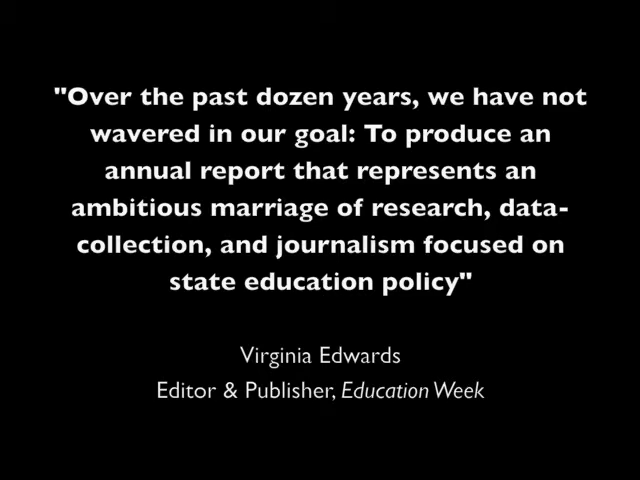 "Over the past dozen years, we have not
wavered in our goal: To produce an
annual report that represents an
ambitious marriage of research, data-
collection, and journalism focused on
state education policy"
Virginia Edwards
Editor & Publisher, Education Week